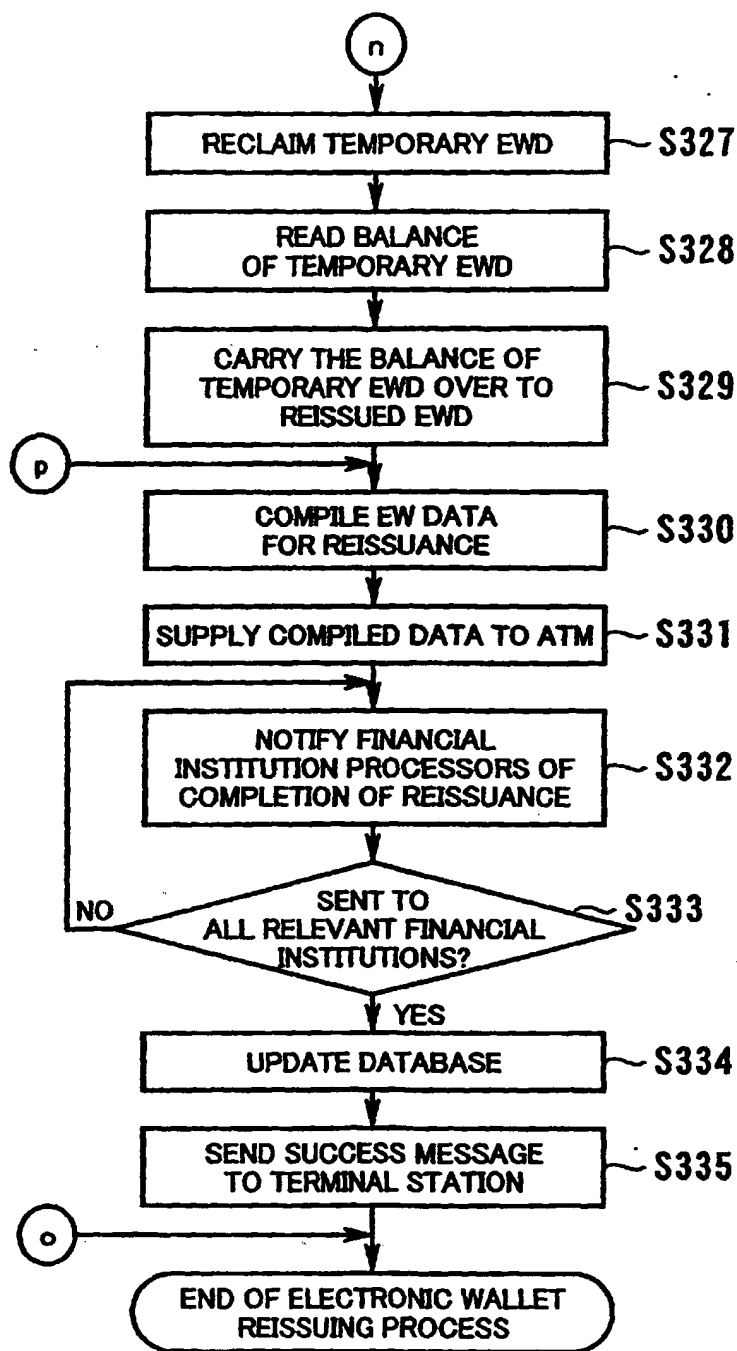 n
RECLAIM TEMPORARY EWD
S327
READ BALANCE
OF TEMPORARY EWD
S328
CARRY THE BALANCE OF
TEMPORARY EWD OVER TO
REISSUED EWD
S329
p
COMPILE EW DATA
FOR REISSUANCE
S330
SUPPLY COMPILED DATA TO ATM
S331
NOTIFY FINANCIAL
INSTITUTION PROCESSORS OF
COMPLETION OF REISSUANCE
S332
SENT TO
ALL RELEVANT FINANCIAL
INSTITUTIONS?
S333
NO
YES
UPDATE DATABASE
S334
SEND SUCCESS MESSAGE
TO TERMINAL STATION
S335
o
END OF ELECTRONIC WALLET
REISSUING PROCESS